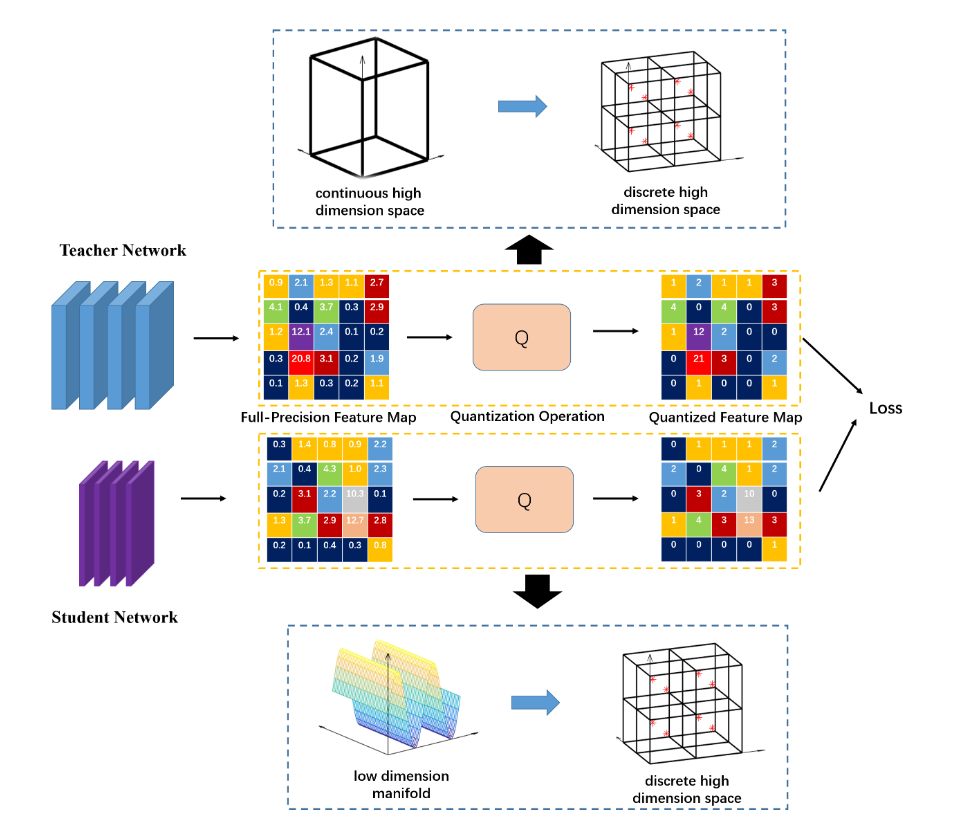 continuous high
dimension space
discrete high
dimension space
Teacher Network
0.9 2.1 1.3 1.1 2.7
4.1 0.4 3.7 0.3 2.9
1.2 12.1 2.4 0.1 0.2
0.3 20.8 3.1 0.2 1.9
0.1 1.3 0.3 0.2 1.1
Q
1 2 1 1 3
4 0 4 0 3
1 12 2 0 0
0 21 3 0 2
0 1 0 0 1
Full-Precision Feature Map
Quantization Operation
Quantized Feature Map
Loss
0.3 1.4 0.8 0.9 2.2
2.1 0.4 4.3 1.0 2.3
0.2 3.1 2.2 10.3 0.1
1.3 3.7 2.9 12.7 2.8
0.2 0.1 0.4 0.3 0.8
Q
0 1 1 1 2
2 0 4 1 2
0 3 2 10 0
1 4 3 13 3
0 0 0 0 1
Student Network
low dimension
manifold
discrete high
dimension space